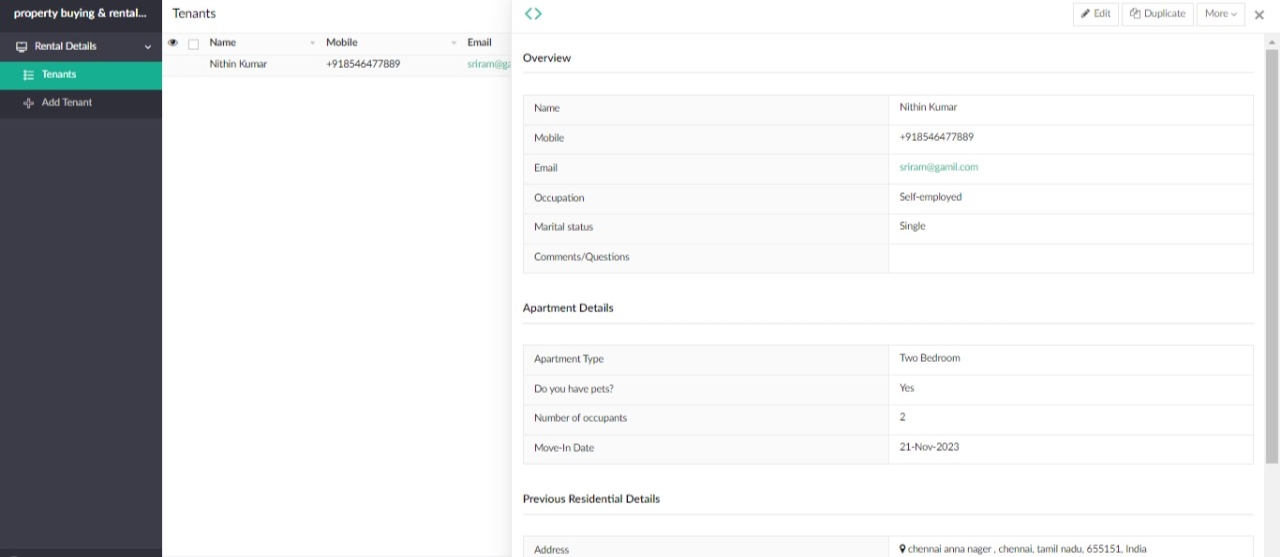 property buying & rental...
Rental Details
Tenants
Add Tenant
Tenants
Name Mobile Email
Nithin Kumar +918546477889 sriram@ga
Edit Duplicate More
Overview
Name Nithin Kumar
Mobile +918546477889
Email sriram@gamil.com
Occupation Self-employed
Marital status Single
Comments/Questions
Apartment Details
Apartment Type Two Bedroom
Do you have pets? Yes
Number of occupants 2
Move-In Date 21-Nov-2023
Previous Residential Details
Address chennai anna nager , chennai, tamil nadu, 655151, India